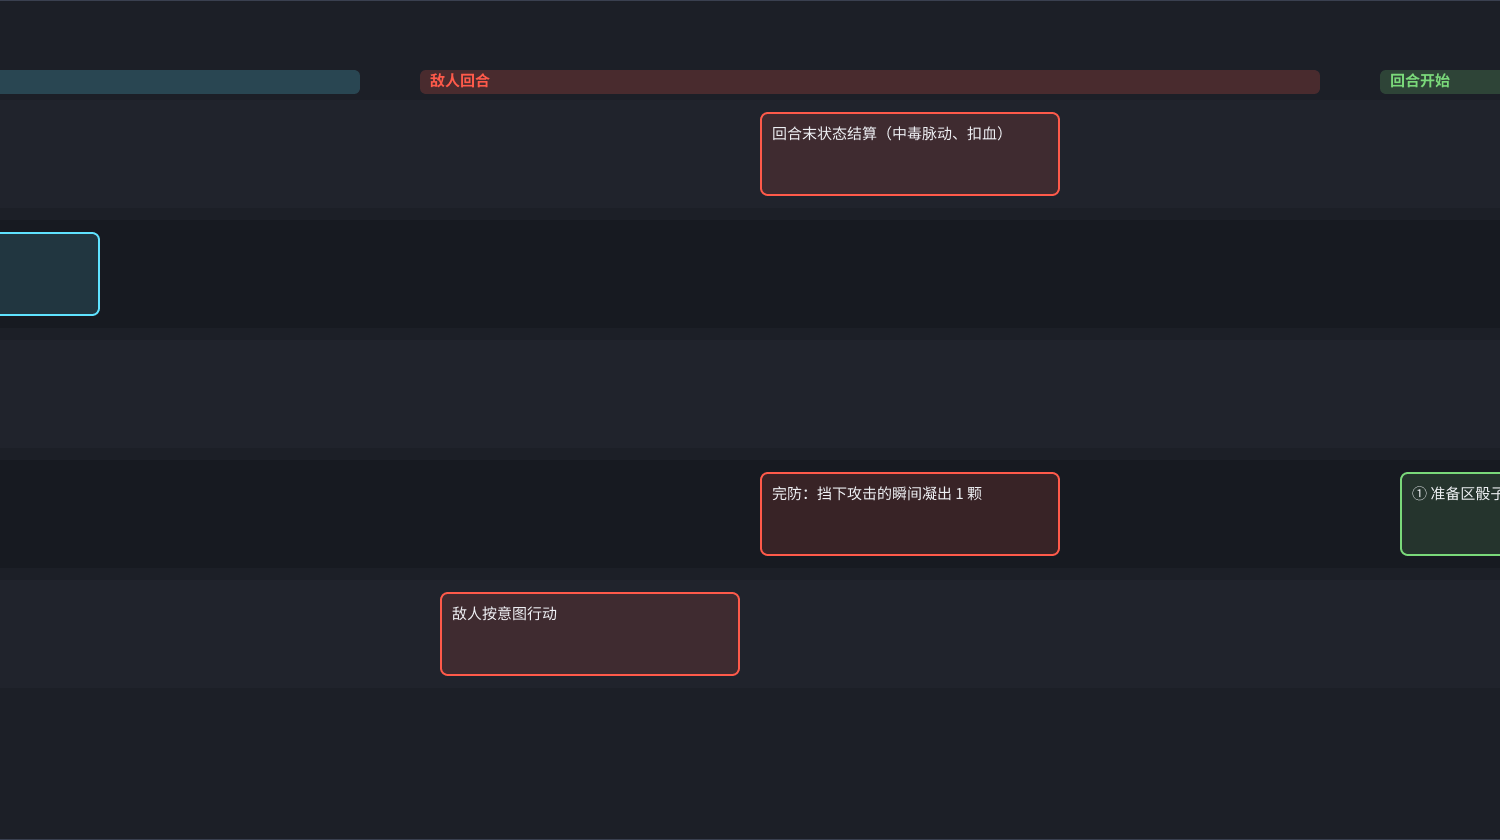 敌人回合
回合开始
回合末状态结算（中毒脉动、扣血）
完防：挡下攻击的瞬间凝出 1 颗
① 准备区骰子
敌人按意图行动